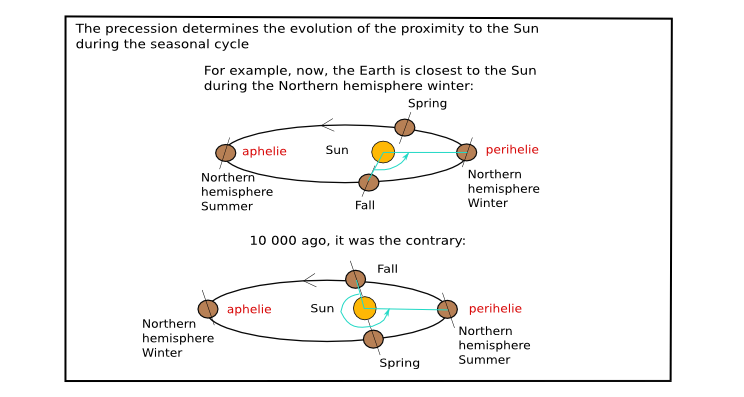 The precession determines the evolution of the proximity to the Sun
during the seasonal cycle
For example, now, the Earth is closest to the Sun
during the Northern hemisphere winter:
Spring
aphelie
Sun
perihelie
Northern
hemisphere
Summer
Northern
hemisphere
Winter
Fall
10 000 ago, it was the contrary:
Fall
aphelie
Sun
perihelie
Northern
hemisphere
Winter
Northern
hemisphere
Summer
Spring